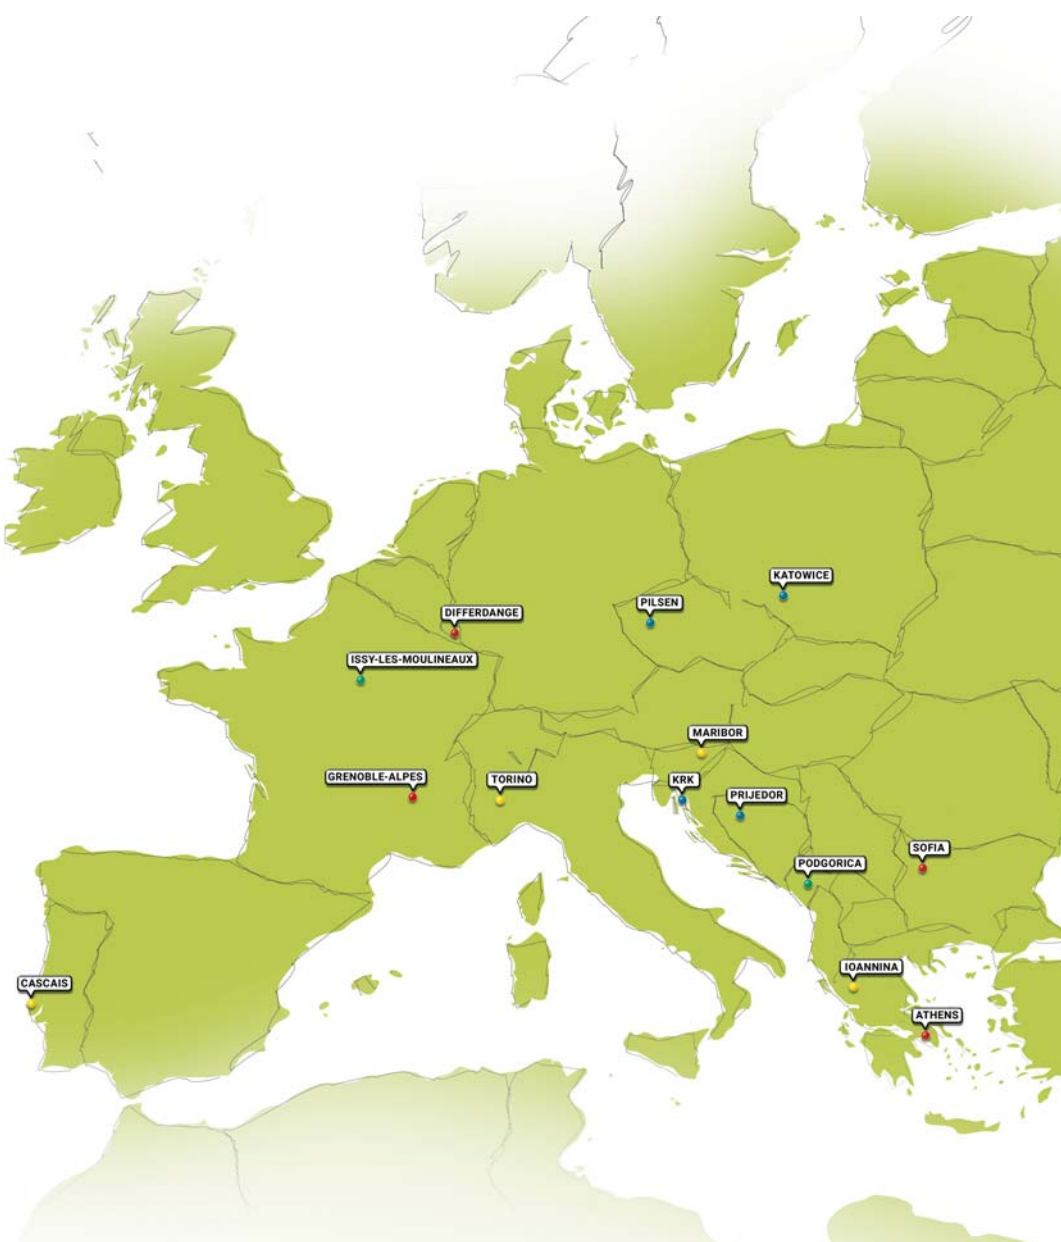 KATOWICE
PILSEN
DIFFERDANGE
ISSY-LES-MOULINEAUX
MARIBOR
GRENOBLE-ALPES
TORINO
KRK
PRIJEDOR
SOFIA
PODGORICA
IOANNINA
CASCAIS
ATHENS